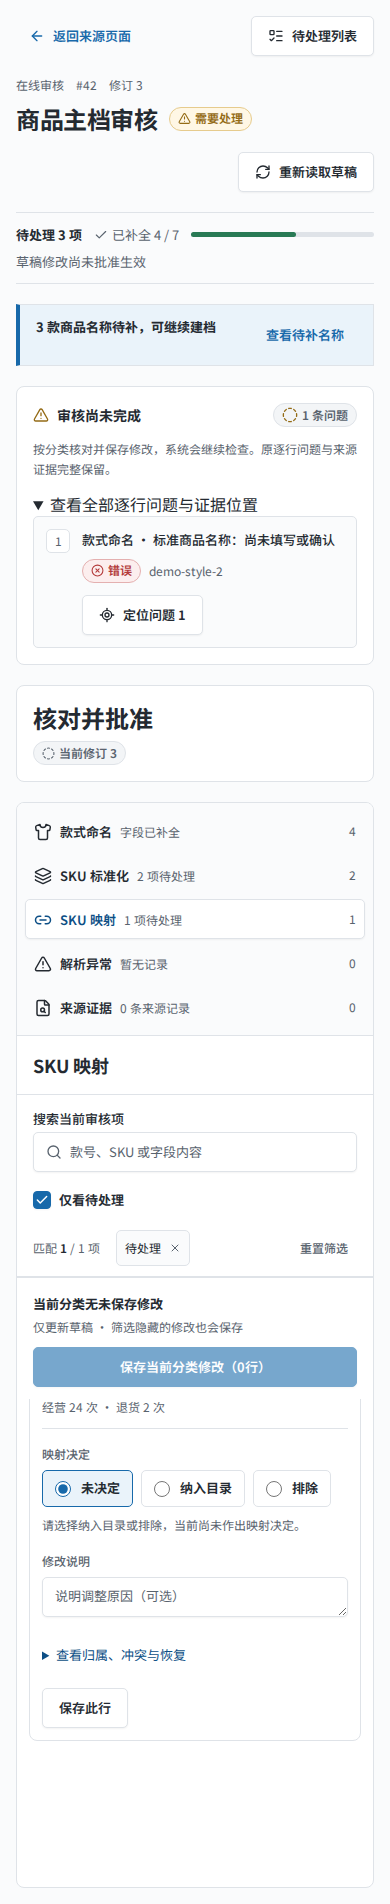 返回来源页面
待处理列表
在线审核 #42 修订 3
商品主档审核 需要处理
重新读取草稿
待处理 3 项 已补全 4 / 7
草稿修改尚未批准生效
3 款商品名称待补，可继续建档
查看待补名称
审核尚未完成 1 条问题
按分类核对并保存修改，系统会继续检查。原逐行问题与来源
证据完整保留。
查看全部逐行问题与证据位置
1 款式命名 · 标准商品名称：尚未填写或确认
错误 demo-style-2
定位问题 1
核对并批准
当前修订 3
款式命名 字段已补全 4
SKU 标准化 2 项待处理 2
SKU 映射 1 项待处理 1
解析异常 暂无记录 0
来源证据 0 条来源记录 0
SKU 映射
搜索当前审核项
款号、SKU 或字段内容
仅看待处理
匹配 1 / 1 项 待处理 × 重置筛选
当前分类无未保存修改
仅更新草稿 · 筛选隐藏的修改也会保存
保存当前分类修改（0行）
经营 24 次 · 退货 2 次
映射决定
未决定 纳入目录 排除
请选择纳入目录或排除，当前尚未作出映射决定。
修改说明
说明调整原因（可选）
查看归属、冲突与恢复
保存此行